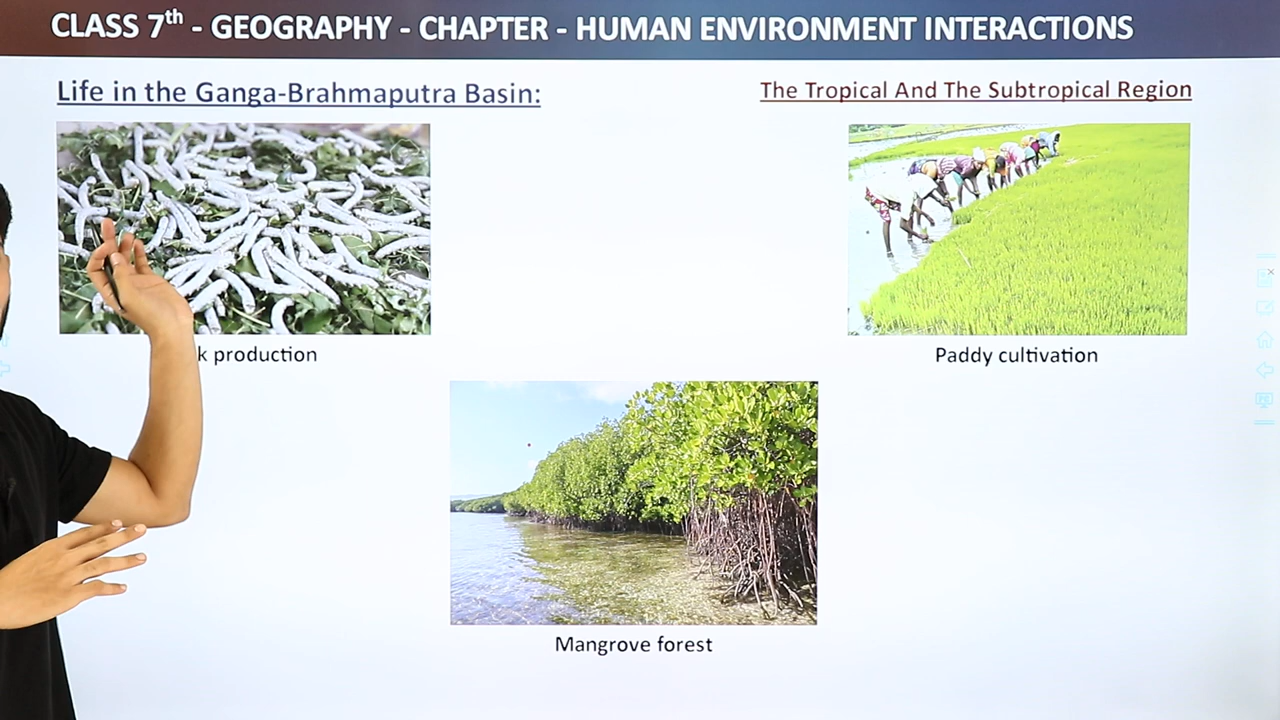 CLASS 7th - GEOGRAPHY - CHAPTER - HUMAN ENVIRONMENT INTERACTIONS
Life in the Ganga-Brahmaputra Basin:
The Tropical And The Subtropical Region
production
Paddy cultivation
Mangrove forest